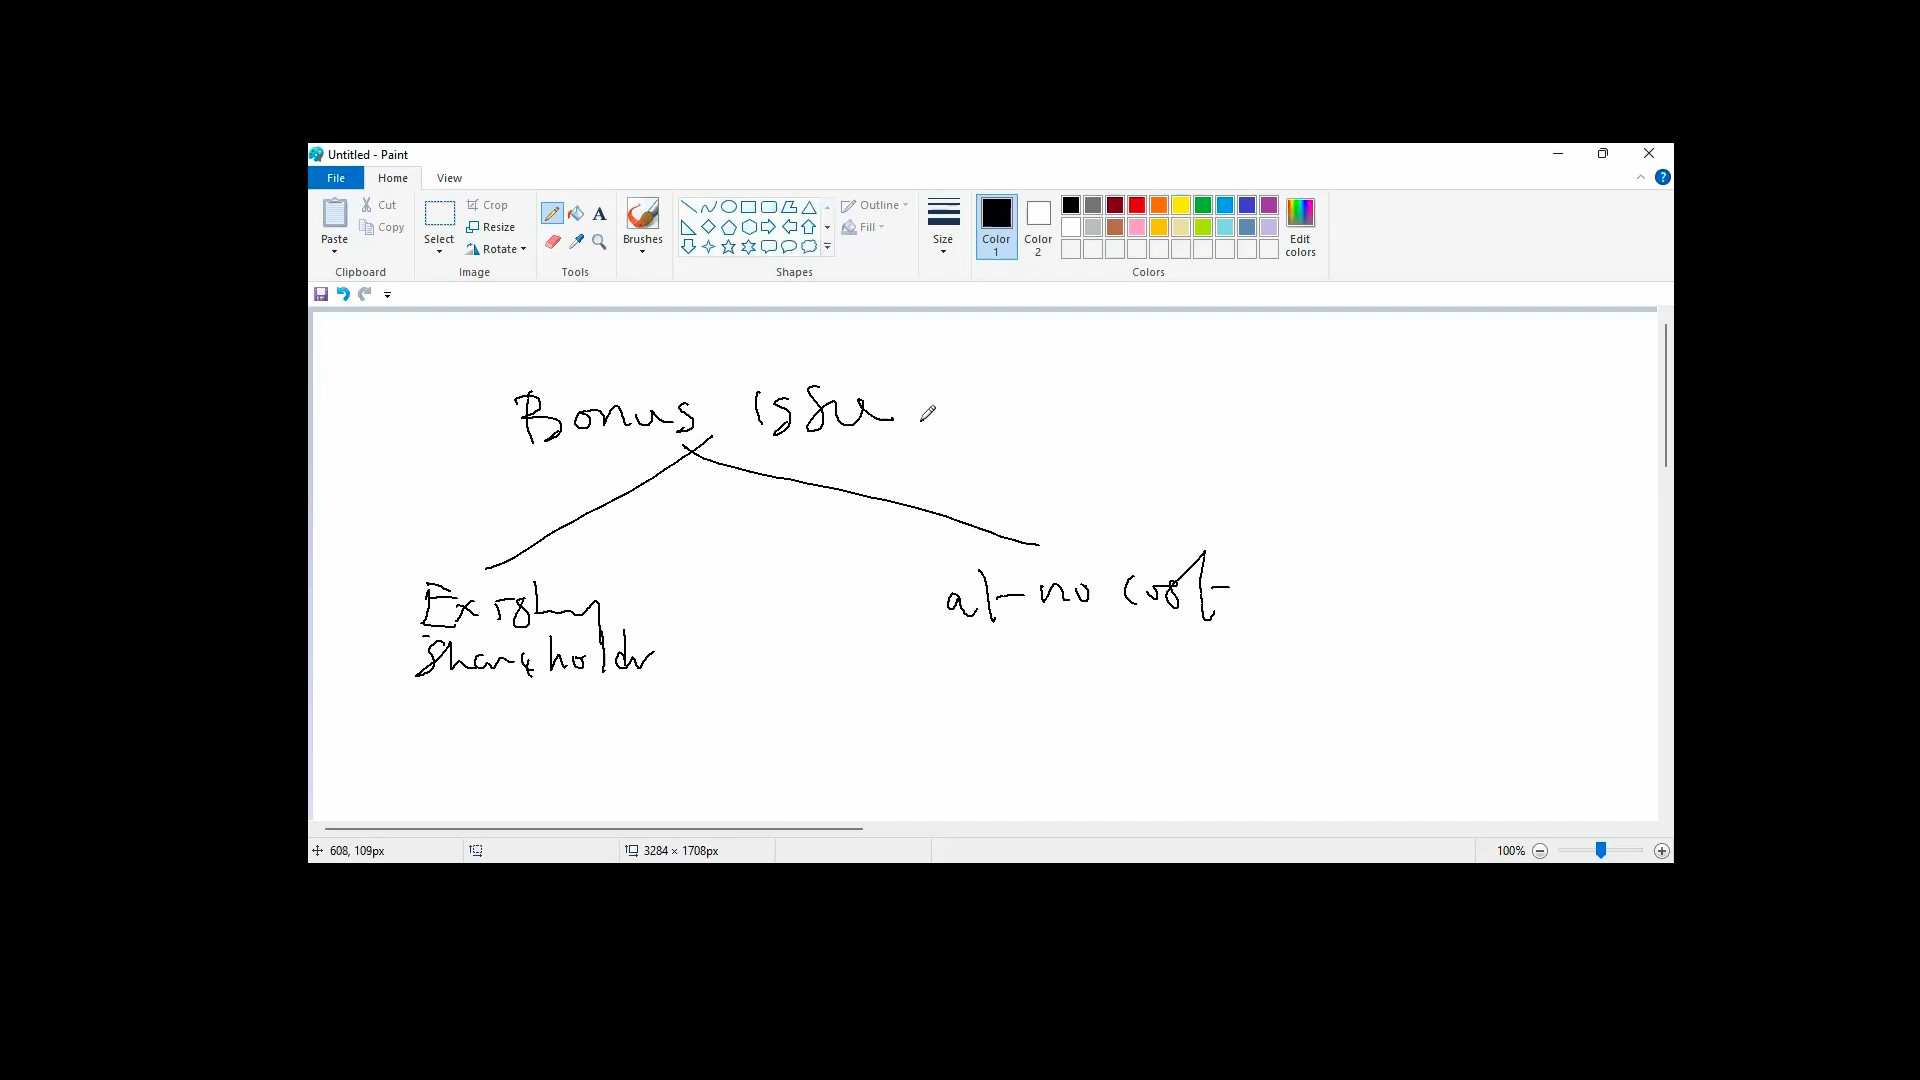 Untitled - Paint
File Home View
Paste Cut Copy Select Crop Resize Rotate Brushes Outline Fill Size Color 1 Color 2 Edit colors
Clipboard Image Tools Shapes Colors
Bonus issue
Existing at no cost
Shareholder
608, 109px 3284 × 1708px 100%